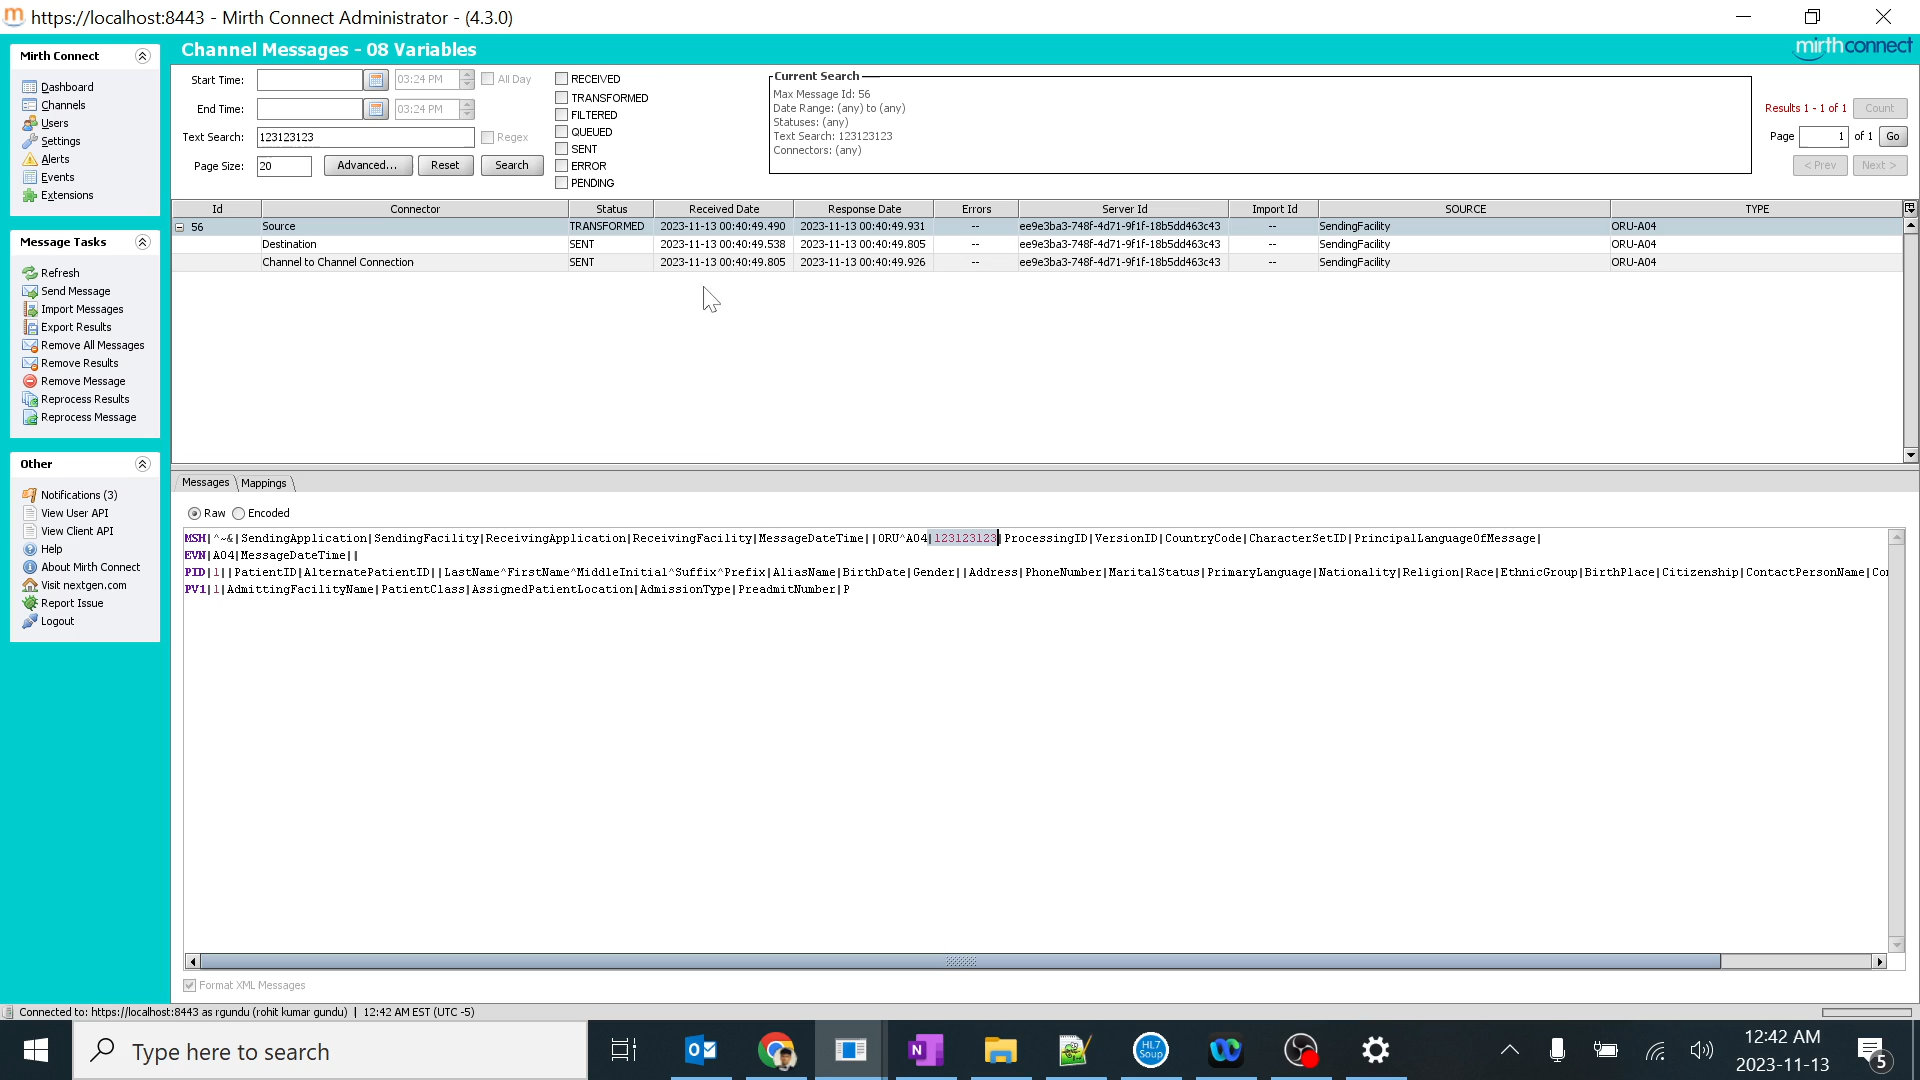 https://localhost:8443 - Mirth Connect Administrator - (4.3.0)
Mirth Connect
Dashboard
Channels
Users
Settings
Alerts
Events
Extensions
Message Tasks
Refresh
Send Message
Import Messages
Export Results
Remove All Messages
Remove Results
Remove Message
Reprocess Results
Reprocess Message
Other
Notifications (3)
View User API
View Client API
Help
About Mirth Connect
Visit nextgen.com
Report Issue
Logout
Channel Messages - 08 Variables
mirthconnect
Start Time: 03:24 PM All Day
End Time: 03:24 PM
Text Search: 123123123 Regex
Page Size: 20 Advanced... Reset Search
RECEIVED
TRANSFORMED
FILTERED
QUEUED
SENT
ERROR
PENDING
Current Search
Max Message Id: 56
Date Range: (any) to (any)
Statuses: (any)
Text Search: 123123123
Connectors: (any)
Results 1 - 1 of 1 Count
Page 1 of 1 Go
< Prev Next >
Id Connector Status Received Date Response Date Errors Server Id Import Id SOURCE TYPE
56 Source TRANSFORMED 2023-11-13 00:40:49.490 2023-11-13 00:40:49.931 -- ee9e3ba3-748f-4d71-9f1f-18b5dd463c43 -- SendingFacility ORU-A04
Destination SENT 2023-11-13 00:40:49.538 2023-11-13 00:40:49.805 -- ee9e3ba3-748f-4d71-9f1f-18b5dd463c43 -- SendingFacility ORU-A04
Channel to Channel Connection SENT 2023-11-13 00:40:49.805 2023-11-13 00:40:49.926 -- ee9e3ba3-748f-4d71-9f1f-18b5dd463c43 -- SendingFacility ORU-A04
Messages Mappings
Raw Encoded
MSH|^~&|SendingApplication|SendingFacility|ReceivingApplication|ReceivingFacility|MessageDateTime||ORU^A04|123123123|ProcessingID|VersionID|CountryCode|CharacterSetID|PrincipalLanguageOfMessage|
EVN|A04|MessageDateTime||
PID|1||PatientID|AlternatePatientID||LastName^FirstName^MiddleInitial^Suffix^Prefix|AliasName|BirthDate|Gender||Address|PhoneNumber|MaritalStatus|PrimaryLanguage|Nationality|Religion|Race|EthnicGroup|BirthPlace|Citizenship|ContactPersonName|Co
PV1|1|AdmittingFacilityName|PatientClass|AssignedPatientLocation|AdmissionType|PreadmitNumber|P
Format XML Messages
Connected to: https://localhost:8443 as rgundu (rohit kumar gundu) | 12:42 AM EST (UTC -5)
Type here to search
HL7 Soup
12:42 AM
2023-11-13
5